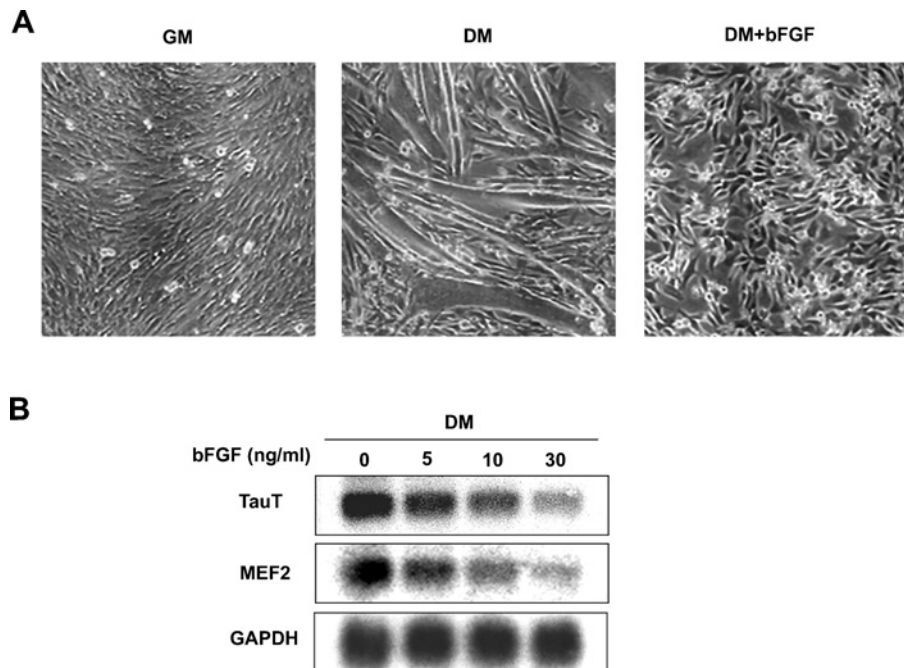 A
GM
DM
DM+bFGF
B
DM
bFGF (ng/ml) 0 5 10 30
TauT
MEF2
GAPDH